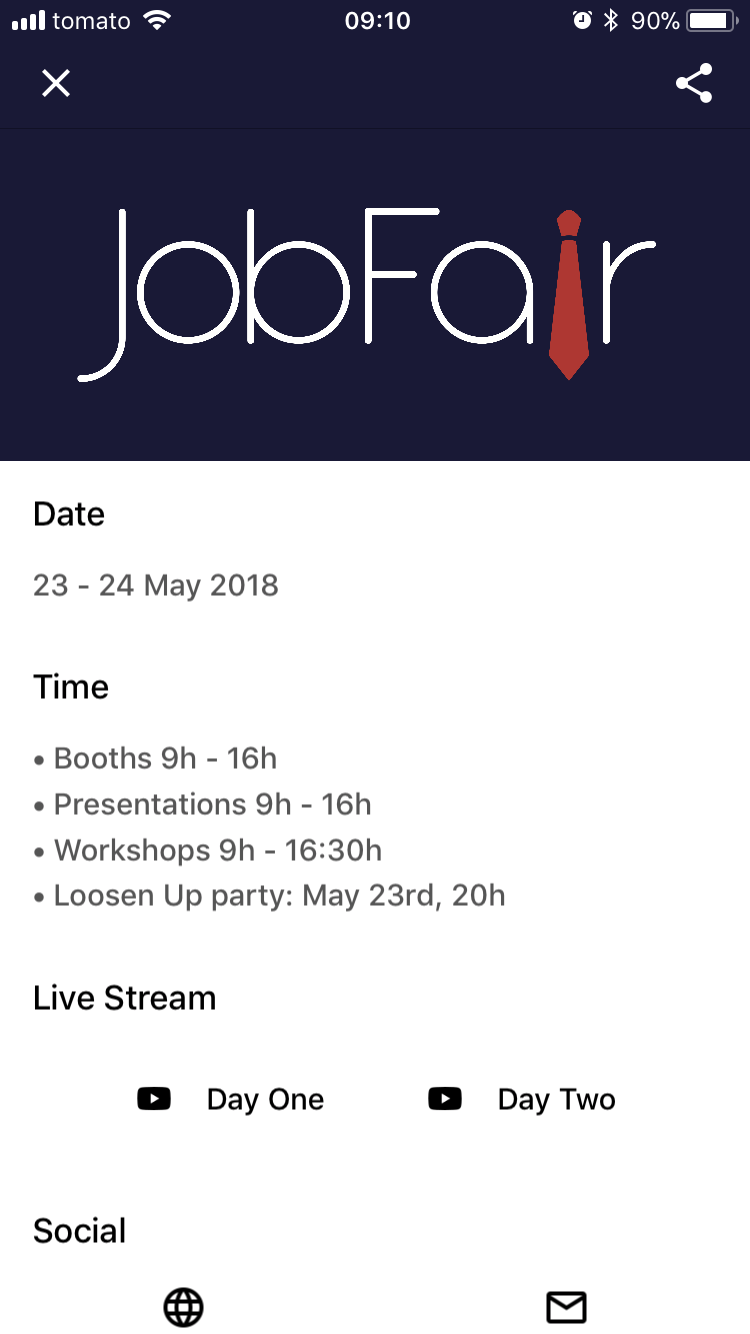 tomato 09:10 90%
JobFair
Date
23 - 24 May 2018
Time
• Booths 9h - 16h
• Presentations 9h - 16h
• Workshops 9h - 16:30h
• Loosen Up party: May 23rd, 20h
Live Stream
Day One Day Two
Social